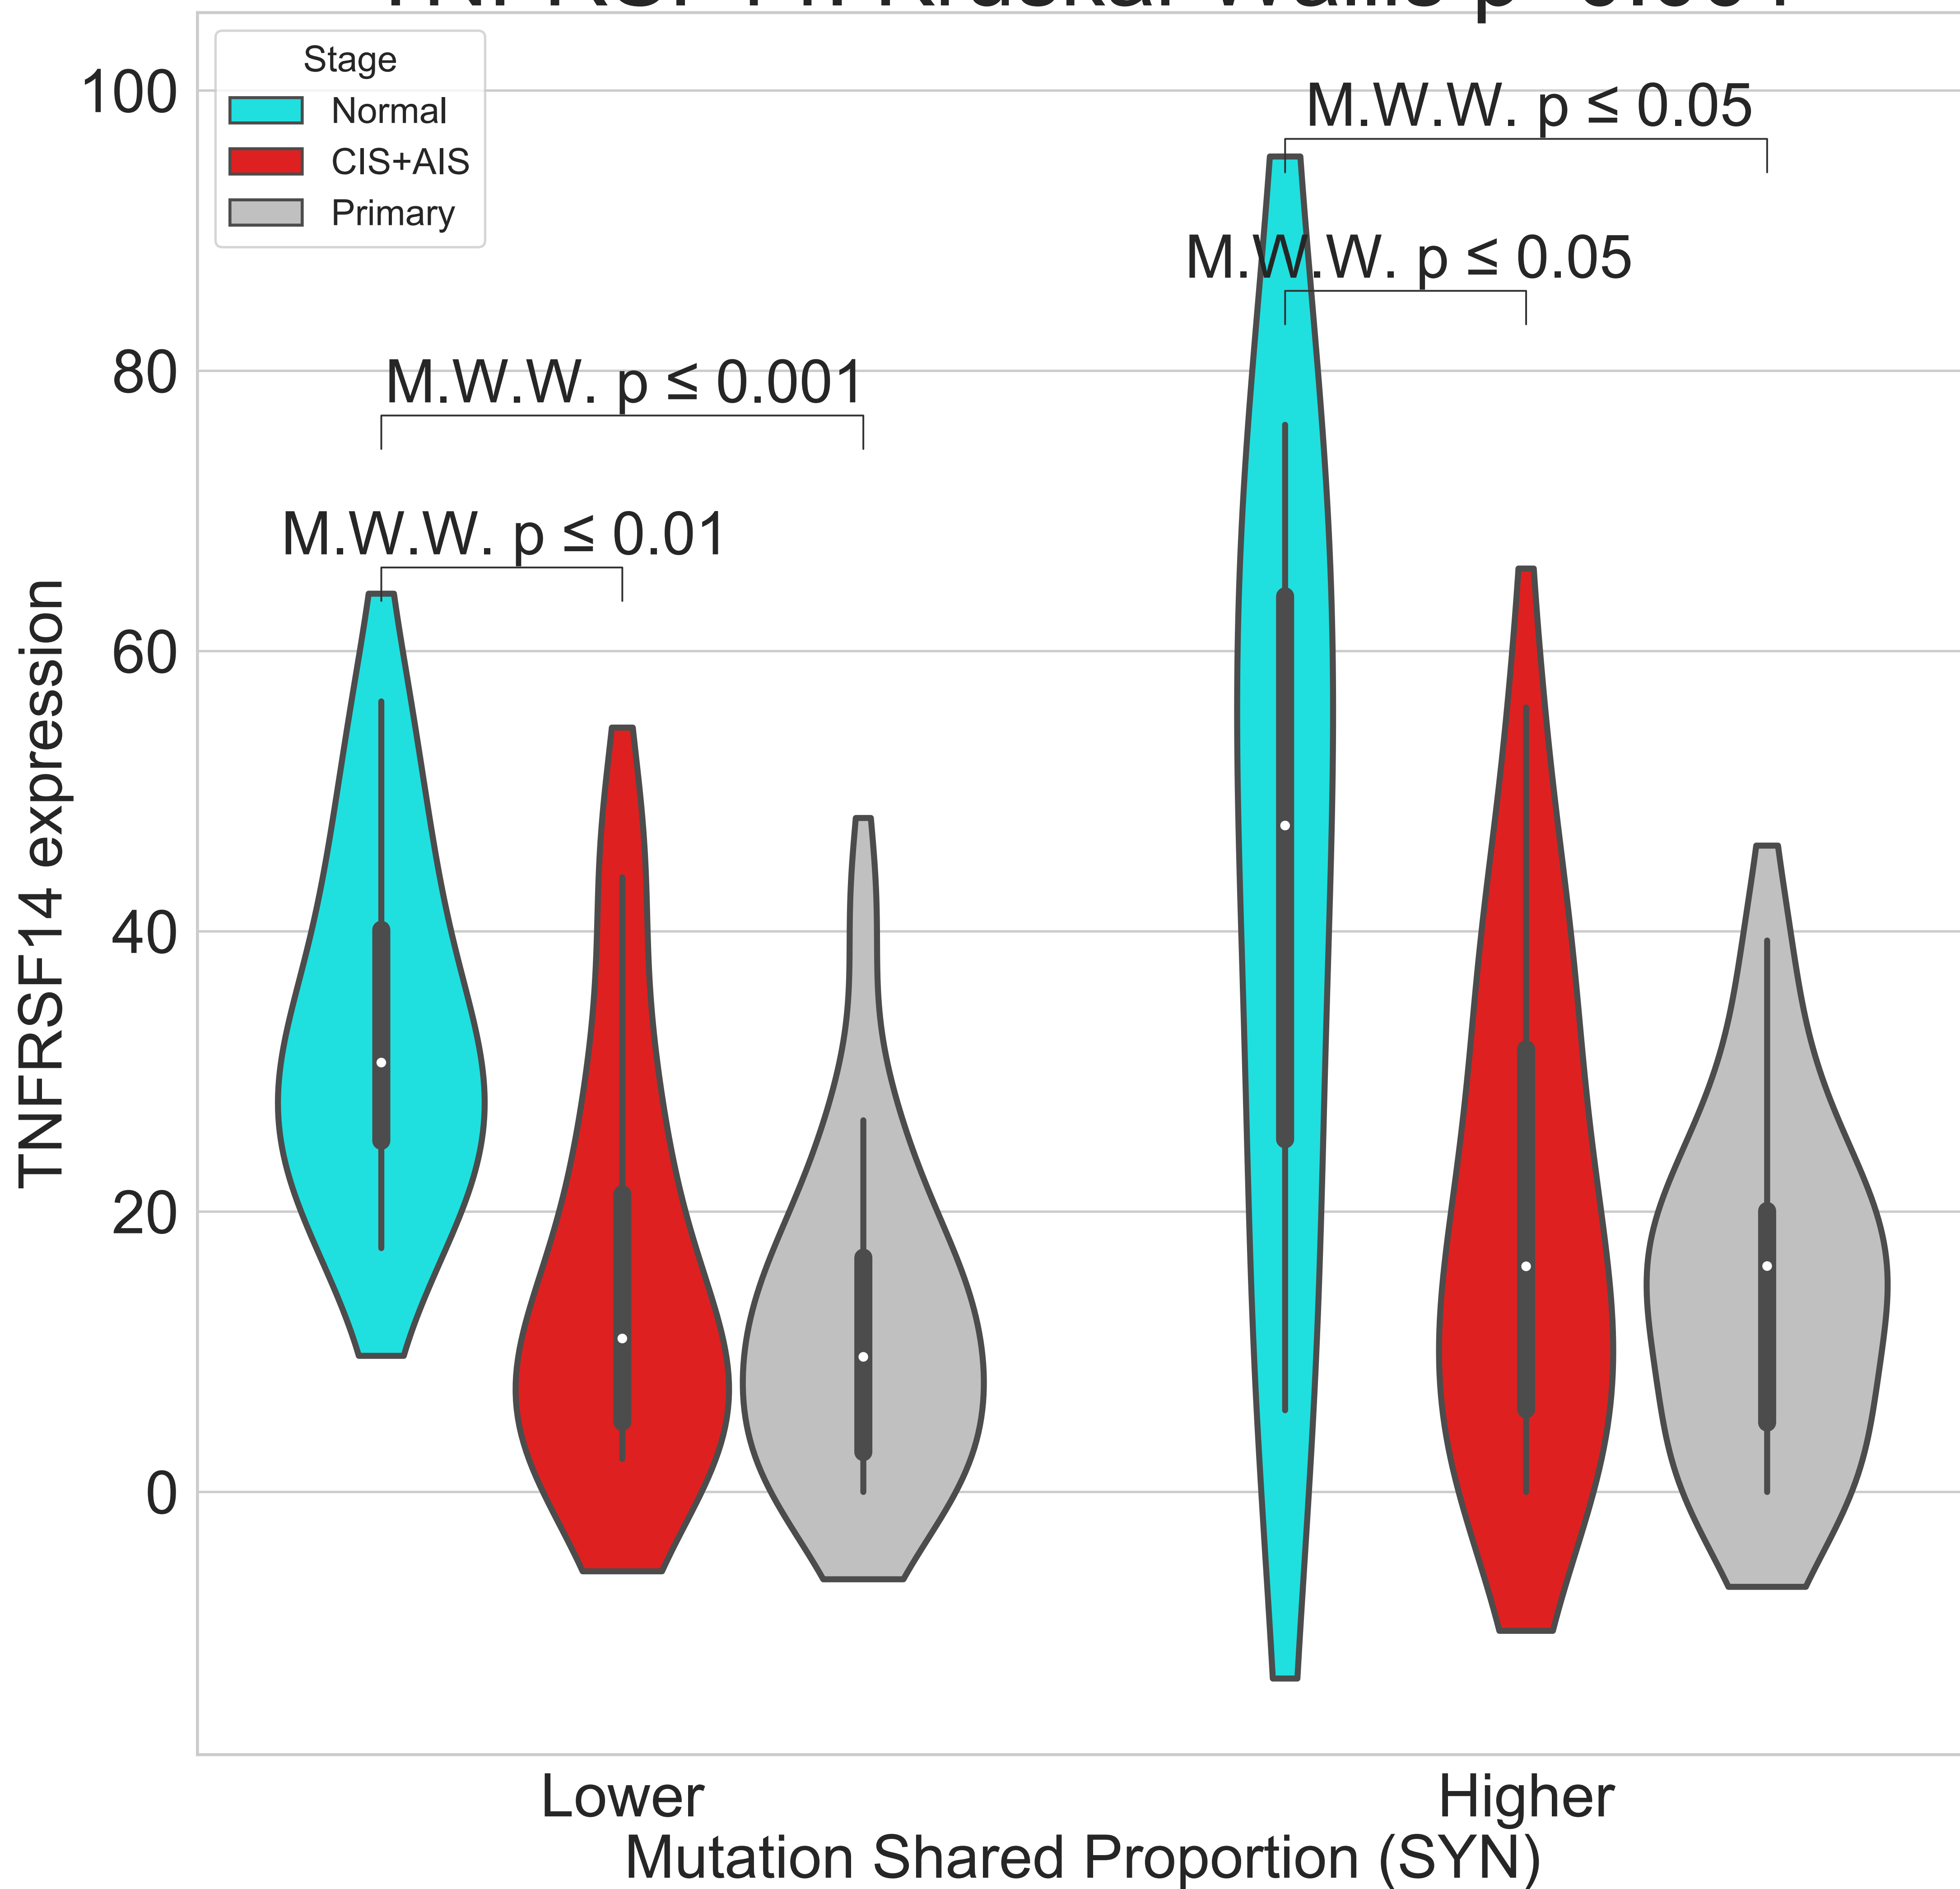 Stage
Normal
CIS+AIS
Primary
100
80
60
40
20
0
TNFRSF14 expression
M.W.W. p ≤ 0.05
M.W.W. p ≤ 0.05
M.W.W. p ≤ 0.001
M.W.W. p ≤ 0.01
Lower
Higher
Mutation Shared Proportion (SYN)